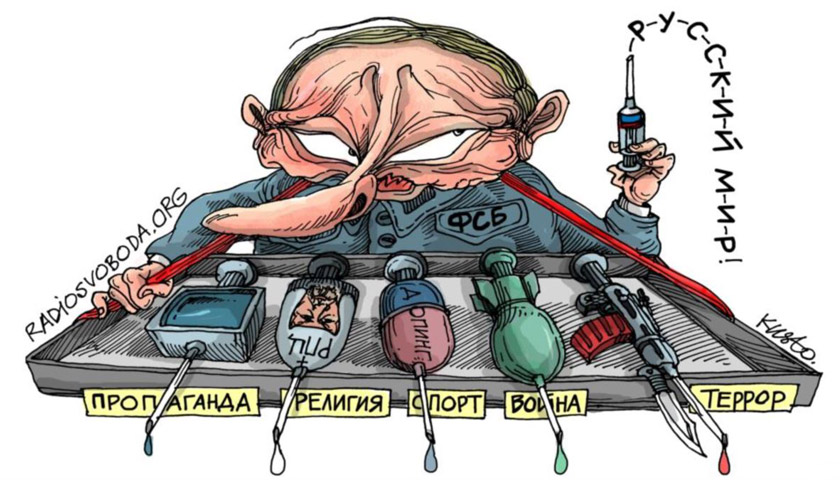 Р-У-С-С-К-И-Й М-И-Р!
RADIOSVOBODA.ORG
ФСБ
РПЦ
ДОПИНГ
Kusto.
ПРОПАГАНДА
РЕЛИГИЯ
СПОРТ
ВОЙНА
ТЕРРОР